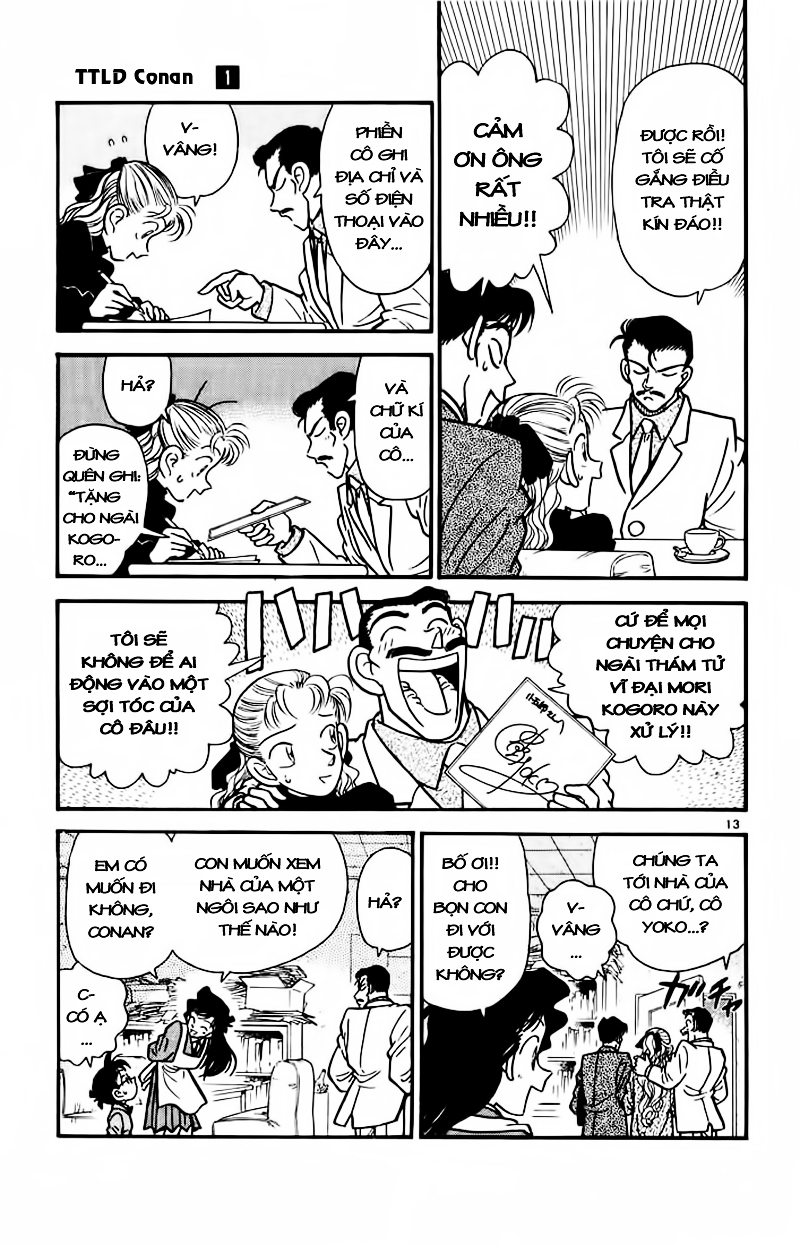 TTLD Conan 1
ĐƯỢC RỒI!
TÔI SẼ CỐ
GẮNG ĐIỀU
TRA THẬT
KÍN ĐÁO!!
CẢM
ƠN ÔNG
RẤT
NHIỀU!!
PHIỀN
CÔ GHI
ĐỊA CHỈ VÀ
SỐ ĐIỆN
THOẠI VÀO
ĐÂY...
V-
VÂNG!
VÀ
CHỮ KÍ
CỦA
CÔ...
HẢ?
ĐỪNG
QUÊN GHI:
"TẶNG
CHO NGÀI
KOGO-
RO...
CỨ ĐỂ MỌI
CHUYỆN CHO
NGÀI THÁM TỬ
VĨ ĐẠI MORI
KOGORO NÀY
XỬ LÝ!!
YOKO
TÔI SẼ
KHÔNG ĐỂ AI
ĐỘNG VÀO MỘT
SỢI TÓC CỦA
CÔ ĐÂU!!
13
CHÚNG TA
TỚI NHÀ CỦA
CÔ CHỨ, CÔ
YOKO...?
V-
VÂNG
...
BỐ ƠI!!
CHO
BỌN CON
ĐI VỚI
ĐƯỢC
KHÔNG?
ガチャ
HẢ?
CON MUỐN XEM
NHÀ CỦA MỘT
NGÔI SAO NHƯ
THẾ NÀO!
EM CÓ
MUỐN ĐI
KHÔNG,
CONAN?
C-
CÓ Ạ
...